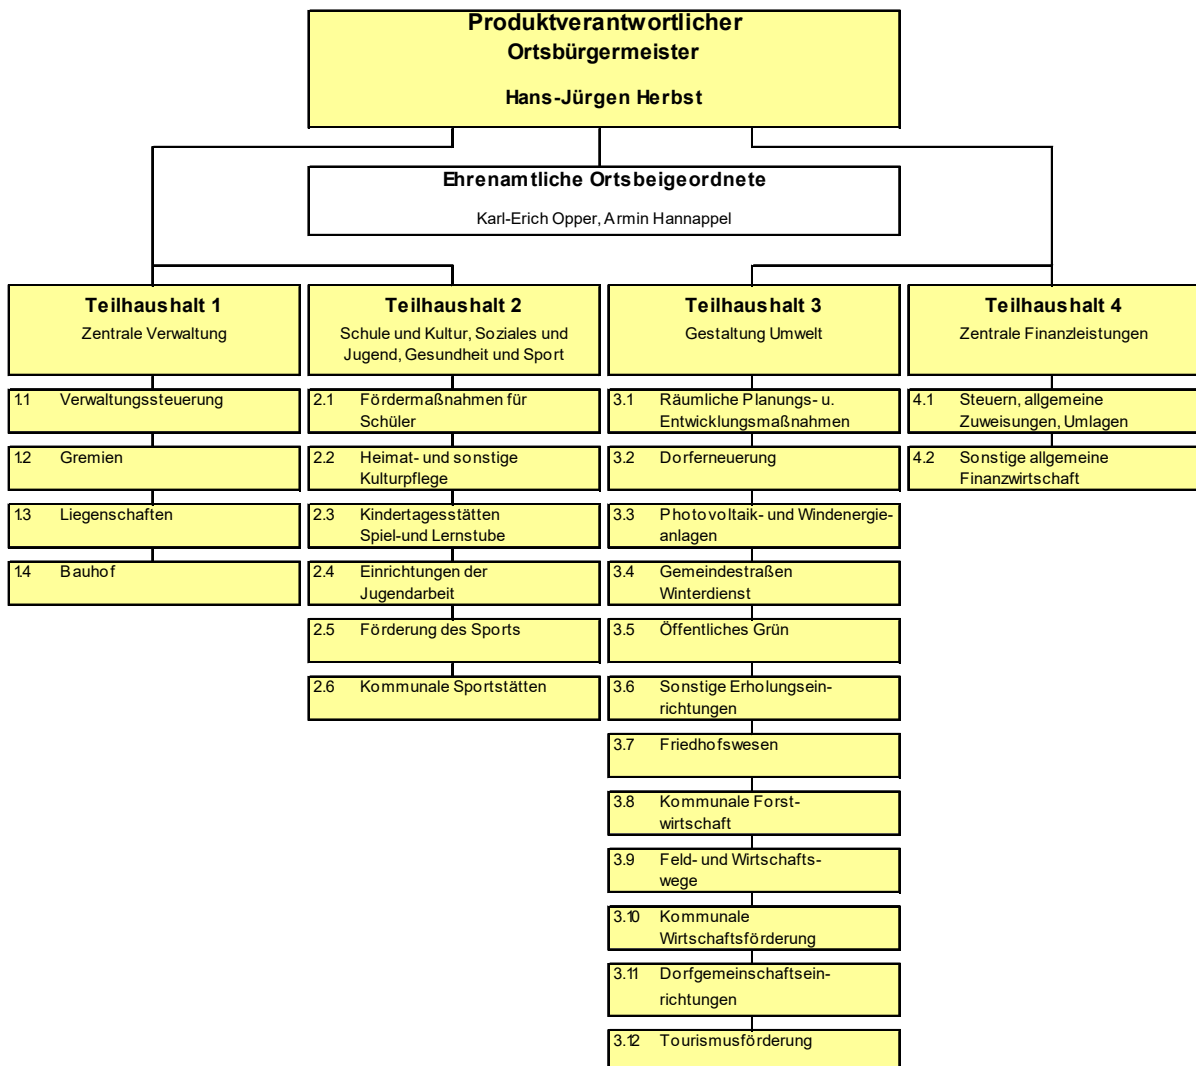 Produktverantwortlicher
Ortsbürgermeister
Hans-Jürgen Herbst
Ehrenamtliche Ortsbeigeordnete
Karl-Erich Opper, Armin Hannappel
Teilhaushalt 1
Zentrale Verwaltung
1.1 Verwaltungssteuerung
1.2 Gremien
1.3 Liegenschaften
1.4 Bauhof
Teilhaushalt 2
Schule und Kultur, Soziales und
Jugend, Gesundheit und Sport
2.1 Fördermaßnahmen für
Schüler
2.2 Heimat- und sonstige
Kulturpflege
2.3 Kindertagesstätten
Spiel-und Lernstube
2.4 Einrichtungen der
Jugendarbeit
2.5 Förderung des Sports
2.6 Kommunale Sportstätten
Teilhaushalt 3
Gestaltung Umwelt
3.1 Räumliche Planungs- u.
Entwicklungsmaßnahmen
3.2 Dorferneuerung
3.3 Photovoltaik- und Windenergie-
anlagen
3.4 Gemeindestraßen
Winterdienst
3.5 Öffentliches Grün
3.6 Sonstige Erholungsein-
richtungen
3.7 Friedhofswesen
3.8 Kommunale Forst-
wirtschaft
3.9 Feld- und Wirtschafts-
wege
3.10 Kommunale
Wirtschaftsförderung
3.11 Dorfgemeinschaftsein-
richtungen
3.12 Tourismusförderung
Teilhaushalt 4
Zentrale Finanzleistungen
4.1 Steuern, allgemeine
Zuweisungen, Umlagen
4.2 Sonstige allgemeine
Finanzwirtschaft